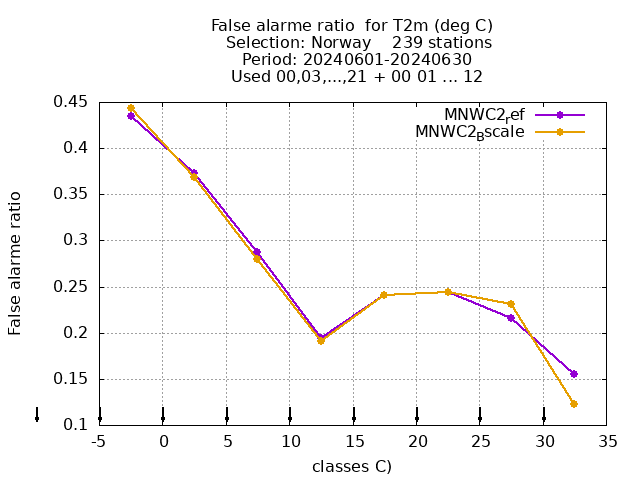 False alarme ratio  for T2m (deg C)
Selection: Norway    239 stations
Period: 20240601-20240630
Used 00,03,...,21 + 00 01 ... 12
MNWC2ref
MNWC2Bscale
0.45
0.4
0.35
0.3
0.25
0.2
0.15
0.1
False alarme ratio
-5 0 5 10 15 20 25 30 35
classes C)